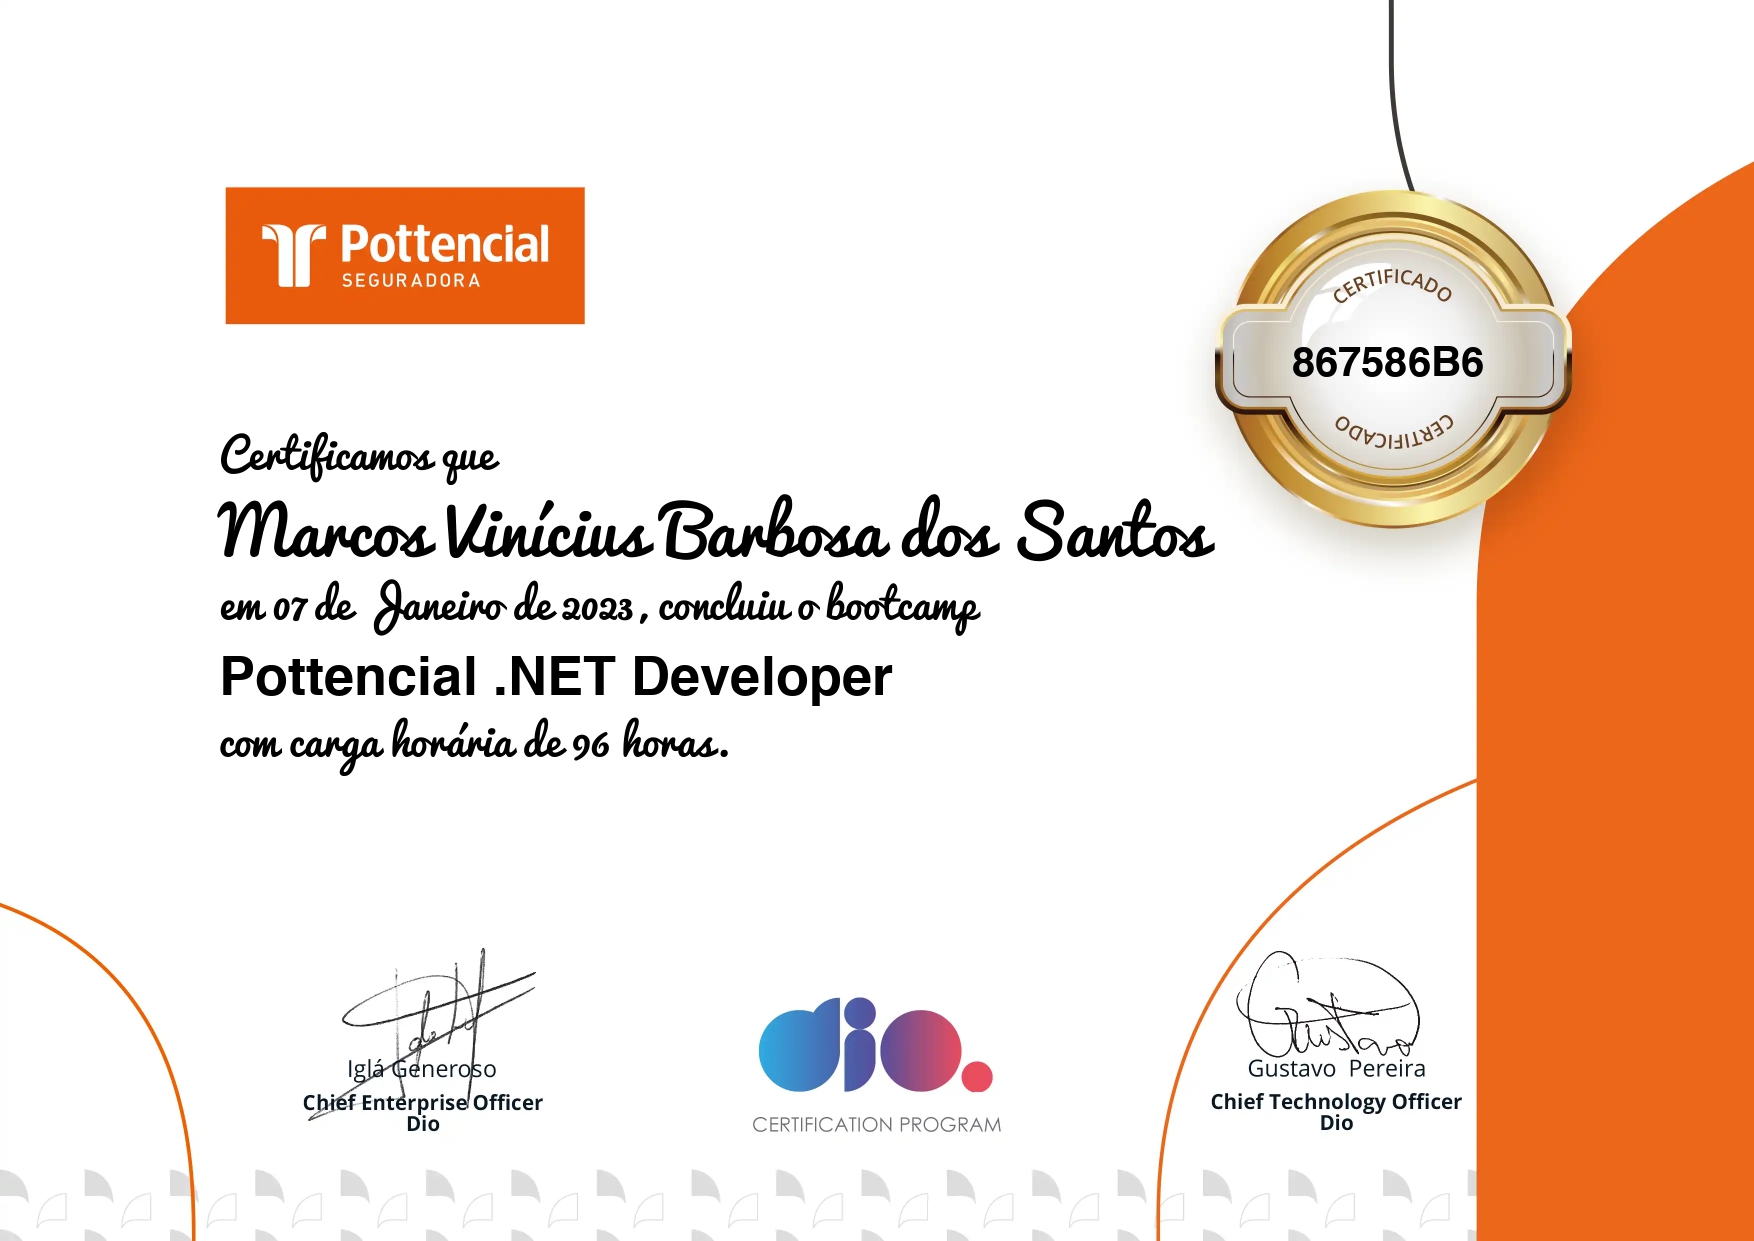 Pottencial
SEGURADORA
CERTIFICADO
867586B6
CERTIFICADO
Certificamos que
Marcos Vinícius Barbosa dos Santos
em 07 de Janeiro de 2023, concluiu o bootcamp
Pottencial .NET Developer
com carga horária de 96 horas.
Iglá Generoso
Chief Enterprise Officer
Dio
dio.
CERTIFICATION PROGRAM
Gustavo
Gustavo Pereira
Chief Technology Officer
Dio